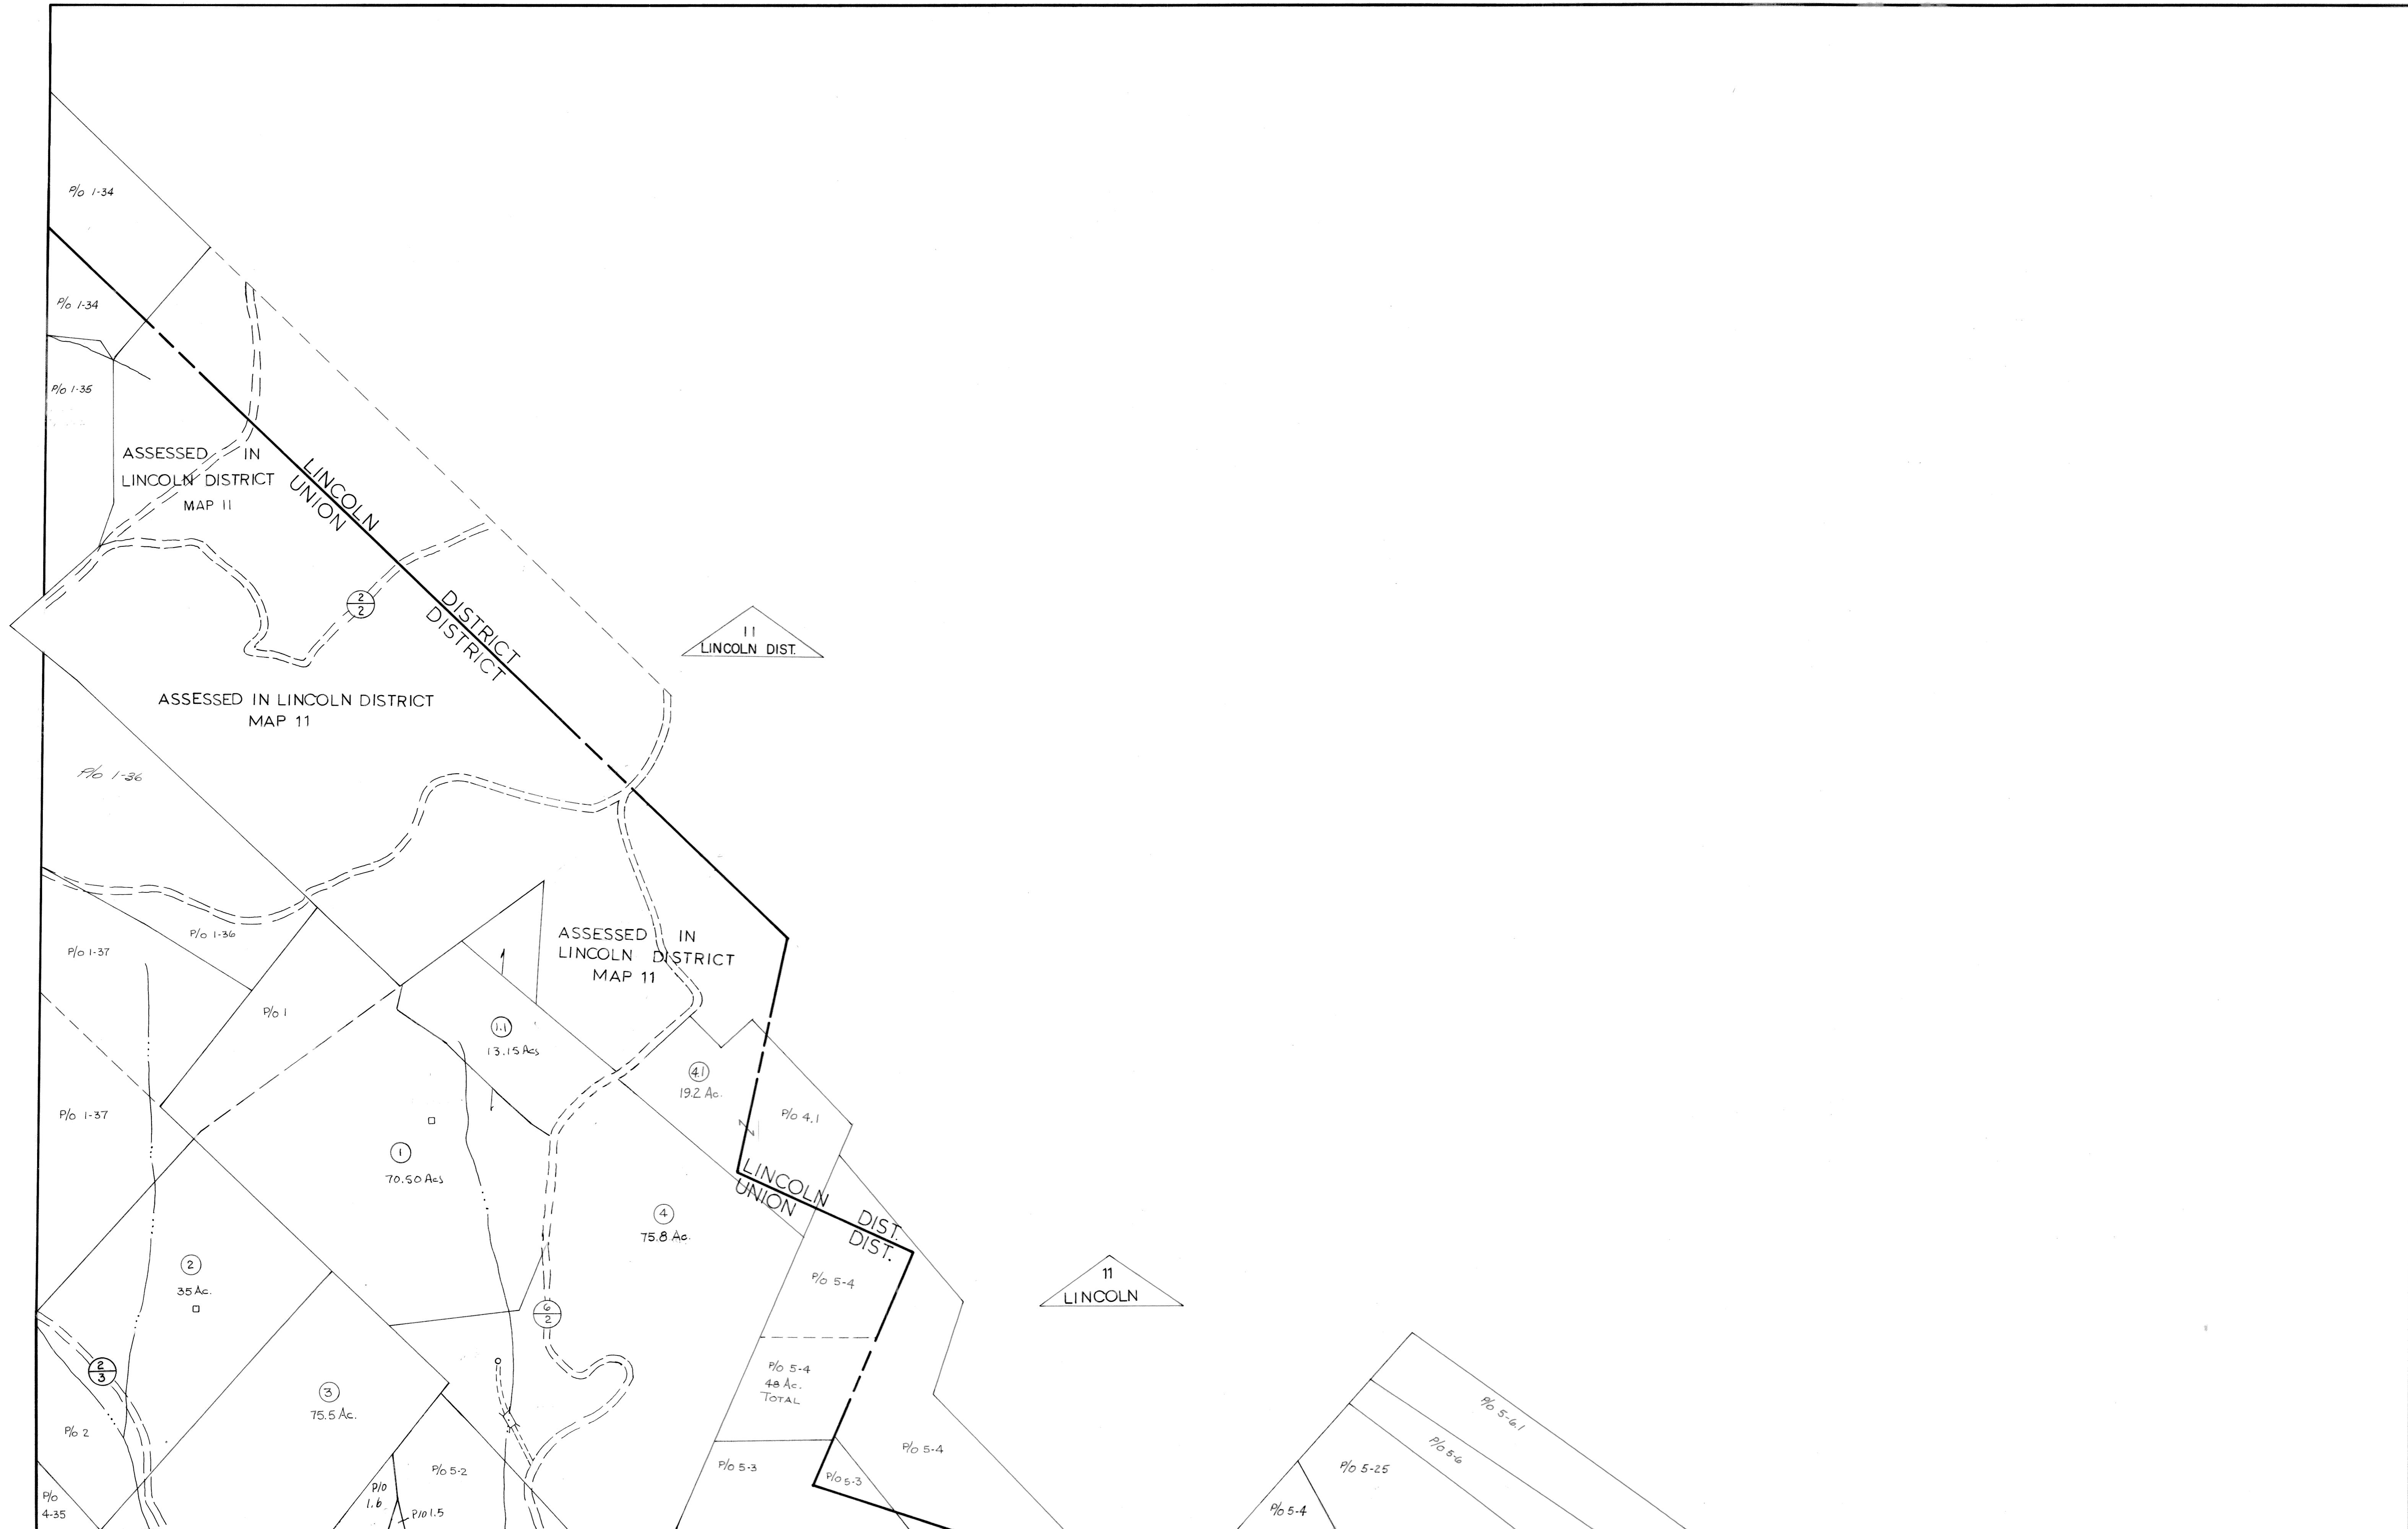 P/o 1-34
P/o 1-34
P/o 1-35
ASSESSED IN
LINCOLN DISTRICT
MAP 11
LINCOLN
UNION
DISTRICT
DISTRICT
2
2
11
LINCOLN DIST.
ASSESSED IN LINCOLN DISTRICT
MAP 11
P/o 1-36
P/o 1-36
P/o 1-37
ASSESSED IN
LINCOLN DISTRICT
MAP 11
P/o 1
1.1
13.15 Acs
4.1
19.2 Ac.
P/o 4.1
P/o 1-37
1
70.50 Acs
LINCOLN
UNION
DIST.
DIST.
4
75.8 Ac.
2
35 Ac.
P/o 5-4
11
LINCOLN
6
2
2
3
P/o 5-4
48 Ac.
TOTAL
3
75.5 Ac.
P/o 2
P/o 5-4
P/o 5-3
P/o 5-3
P/o 5-2
P/o
1.6
P/o 1.5
P/o
4-35
P/o 5-6.1
P/o 5-6
P/o 5-25
P/o 5-4